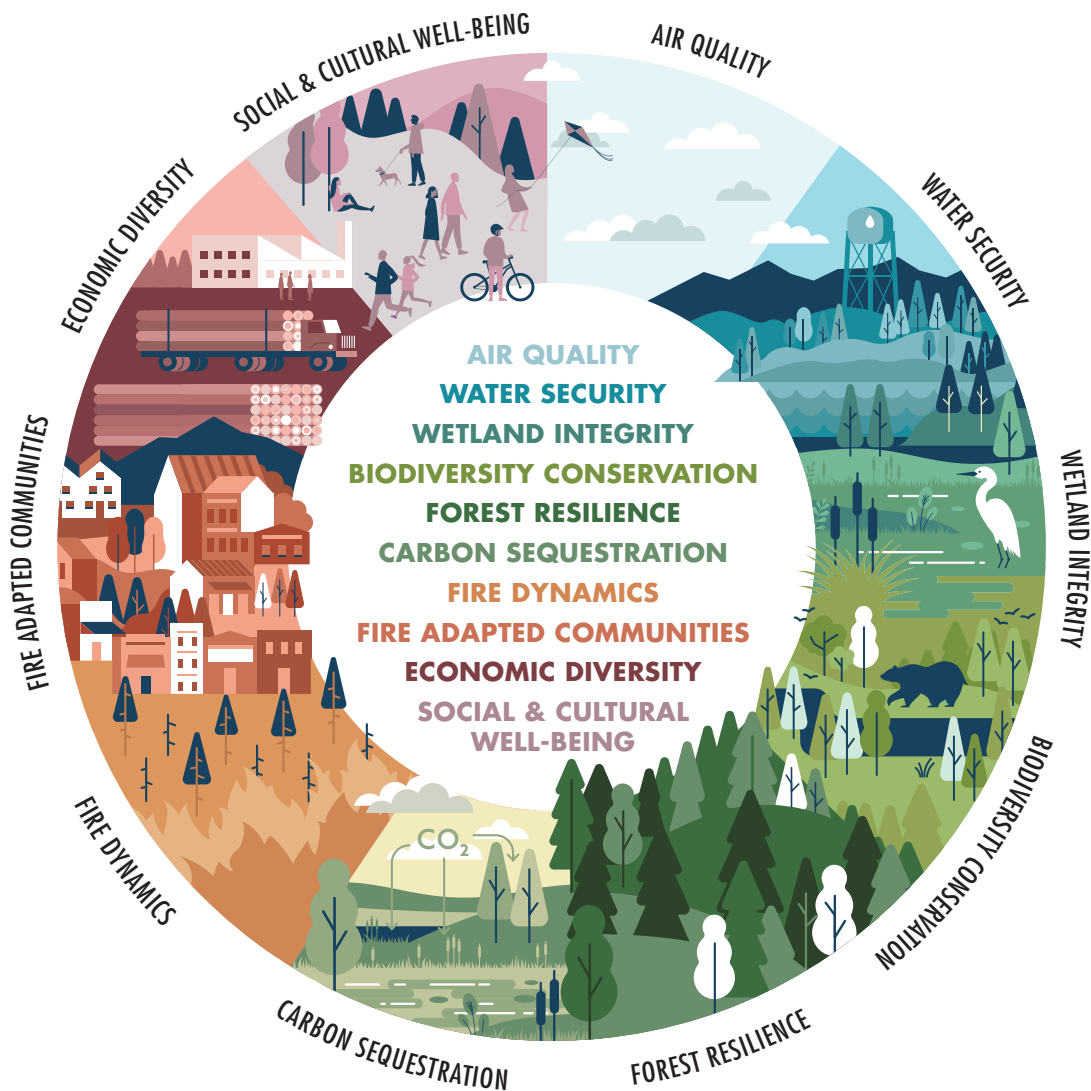 SOCIAL & CULTURAL WELL-BEING
AIR QUALITY
WATER SECURITY
WETLAND INTEGRITY
BIODIVERSITY CONSERVATION
FOREST RESILIENCE
CARBON SEQUESTRATION
FIRE DYNAMICS
FIRE ADAPTED COMMUNITIES
ECONOMIC DIVERSITY
AIR QUALITY
WATER SECURITY
WETLAND INTEGRITY
BIODIVERSITY CONSERVATION
FOREST RESILIENCE
CARBON SEQUESTRATION
FIRE DYNAMICS
FIRE ADAPTED COMMUNITIES
ECONOMIC DIVERSITY
SOCIAL & CULTURAL
WELL-BEING
CO₂